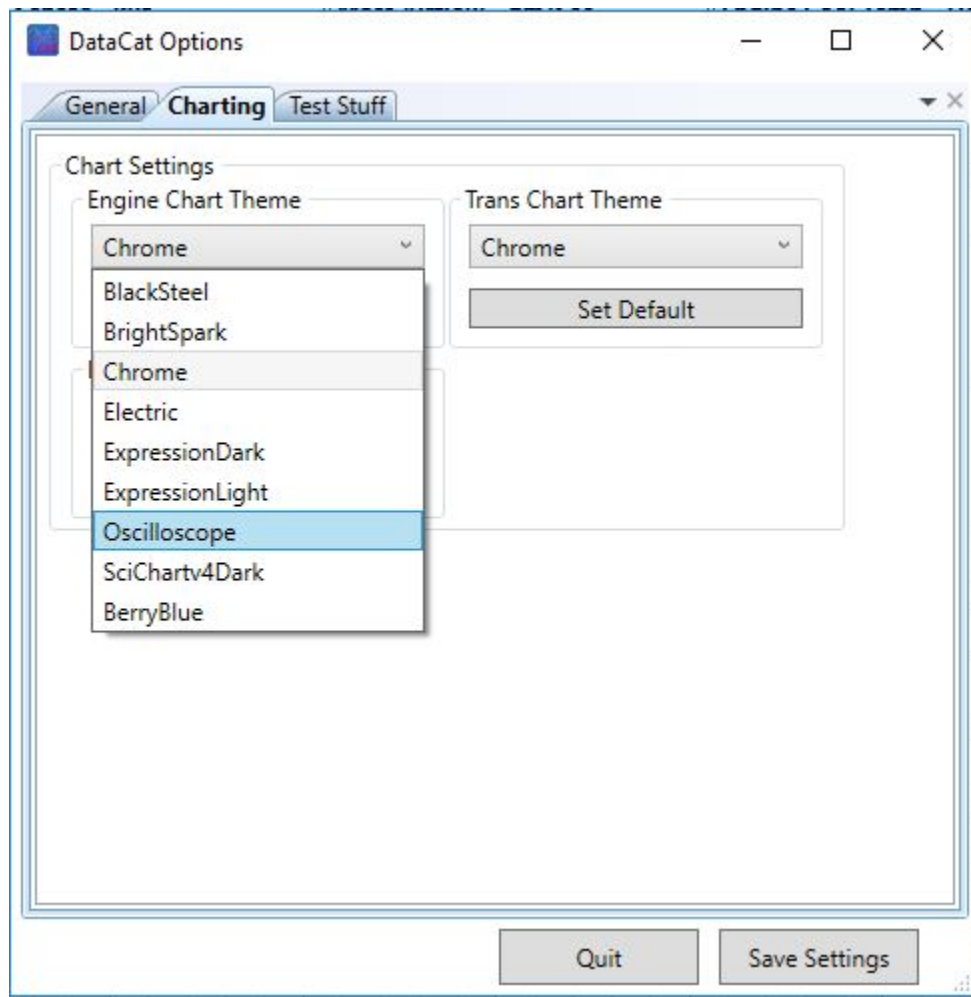 DataCat Options
General Charting Test Stuff
Chart Settings
Engine Chart Theme Trans Chart Theme
Chrome Chrome
BlackSteel
Set Default
BrightSpark
Chrome
Electric
ExpressionDark
ExpressionLight
Oscilloscope
SciChartv4Dark
BerryBlue
Quit Save Settings